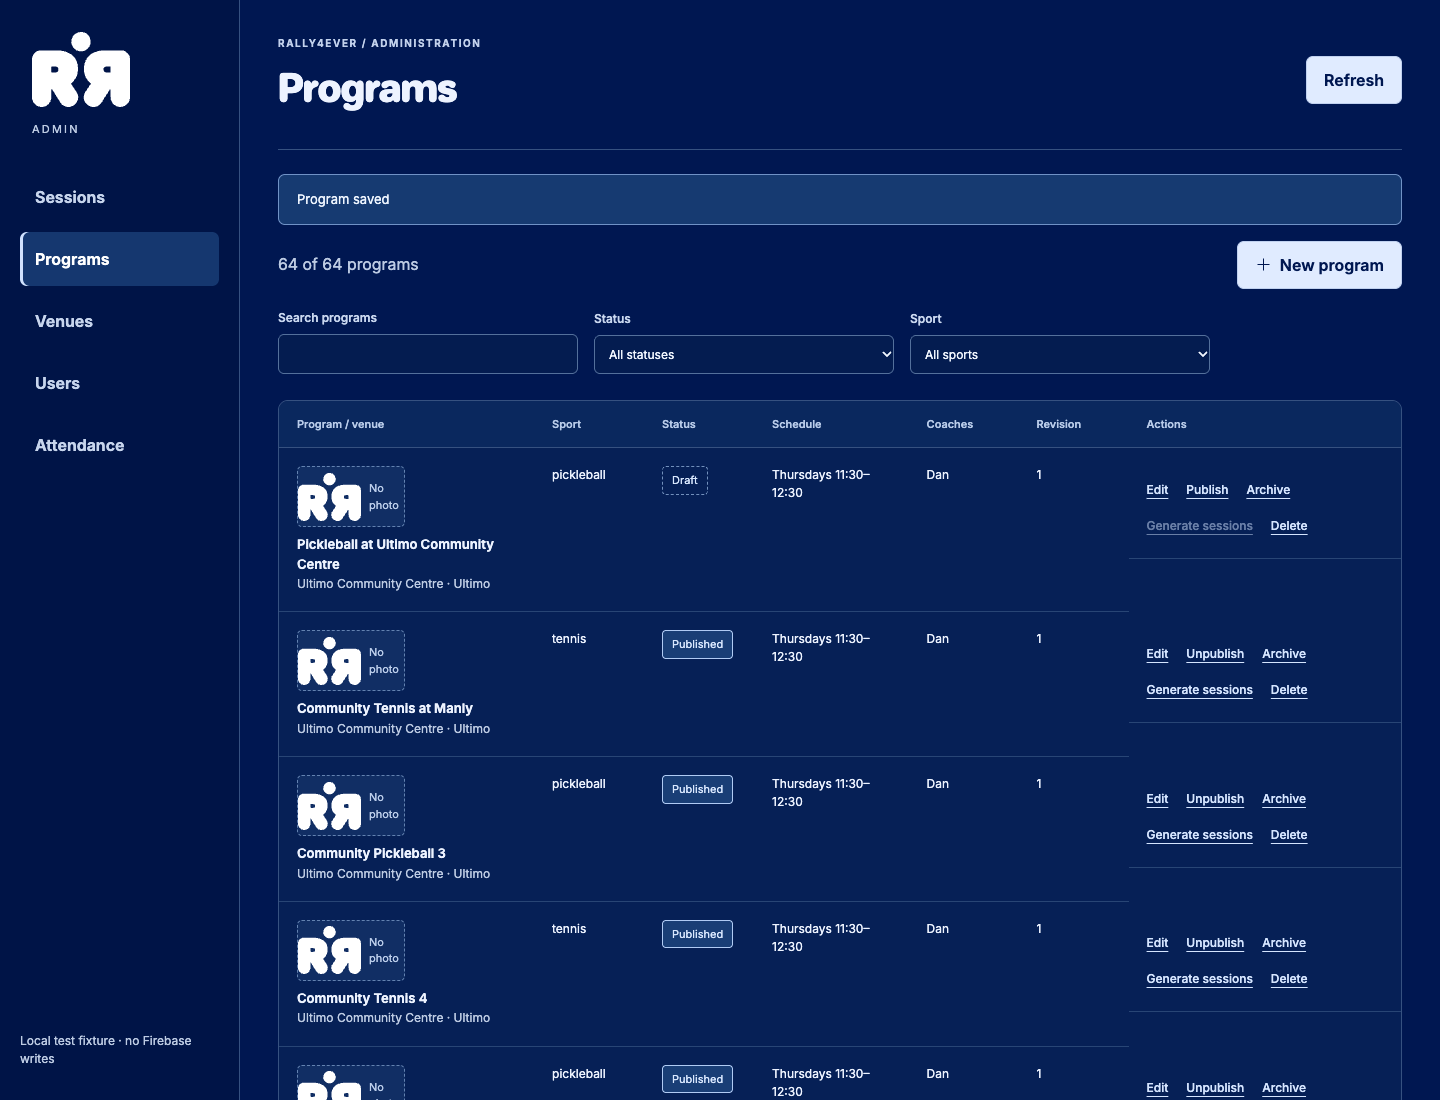 RR
ADMIN
Sessions
Programs
Venues
Users
Attendance
Local test fixture · no Firebase
writes
RALLY4EVER / ADMINISTRATION
Programs
Refresh
Program saved
64 of 64 programs
+ New program
Search programs
Status
Sport
All statuses
All sports
Program / venue
Sport
Status
Schedule
Coaches
Revision
Actions
RR
No
photo
Pickleball at Ultimo Community
Centre
Ultimo Community Centre · Ultimo
pickleball
Draft
Thursdays 11:30–
12:30
Dan
1
Edit Publish Archive
Generate sessions Delete
RR
No
photo
Community Tennis at Manly
Ultimo Community Centre · Ultimo
tennis
Published
Thursdays 11:30–
12:30
Dan
1
Edit Unpublish Archive
Generate sessions Delete
RR
No
photo
Community Pickleball 3
Ultimo Community Centre · Ultimo
pickleball
Published
Thursdays 11:30–
12:30
Dan
1
Edit Unpublish Archive
Generate sessions Delete
RR
No
photo
Community Tennis 4
Ultimo Community Centre · Ultimo
tennis
Published
Thursdays 11:30–
12:30
Dan
1
Edit Unpublish Archive
Generate sessions Delete
RR
No
pickleball
Published
Thursdays 11:30–
12:30
Dan
1
Edit Unpublish Archive